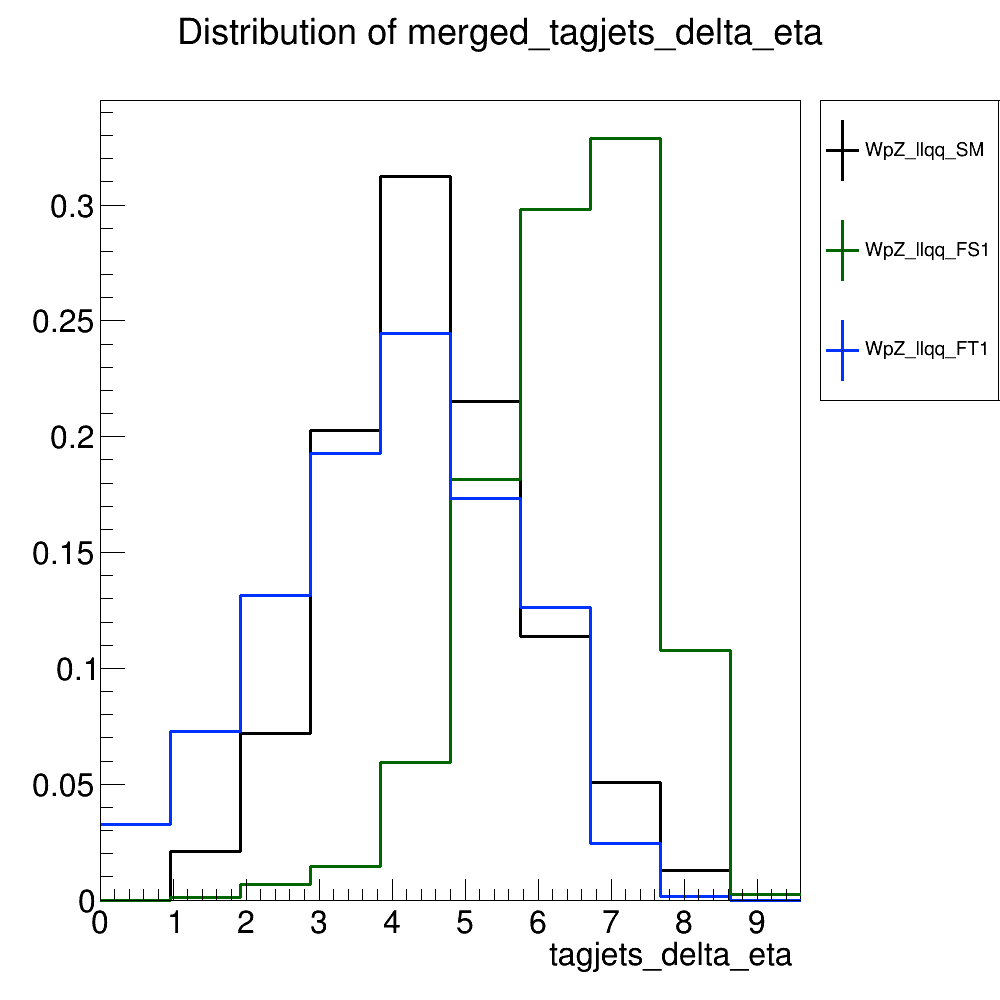 Distribution of merged_tagjets_delta_eta
WpZ_llqq_SM
WpZ_llqq_FS1
WpZ_llqq_FT1
0.3
0.25
0.2
0.15
0.1
0.05
0
0 1 2 3 4 5 6 7 8 9
tagjets_delta_eta